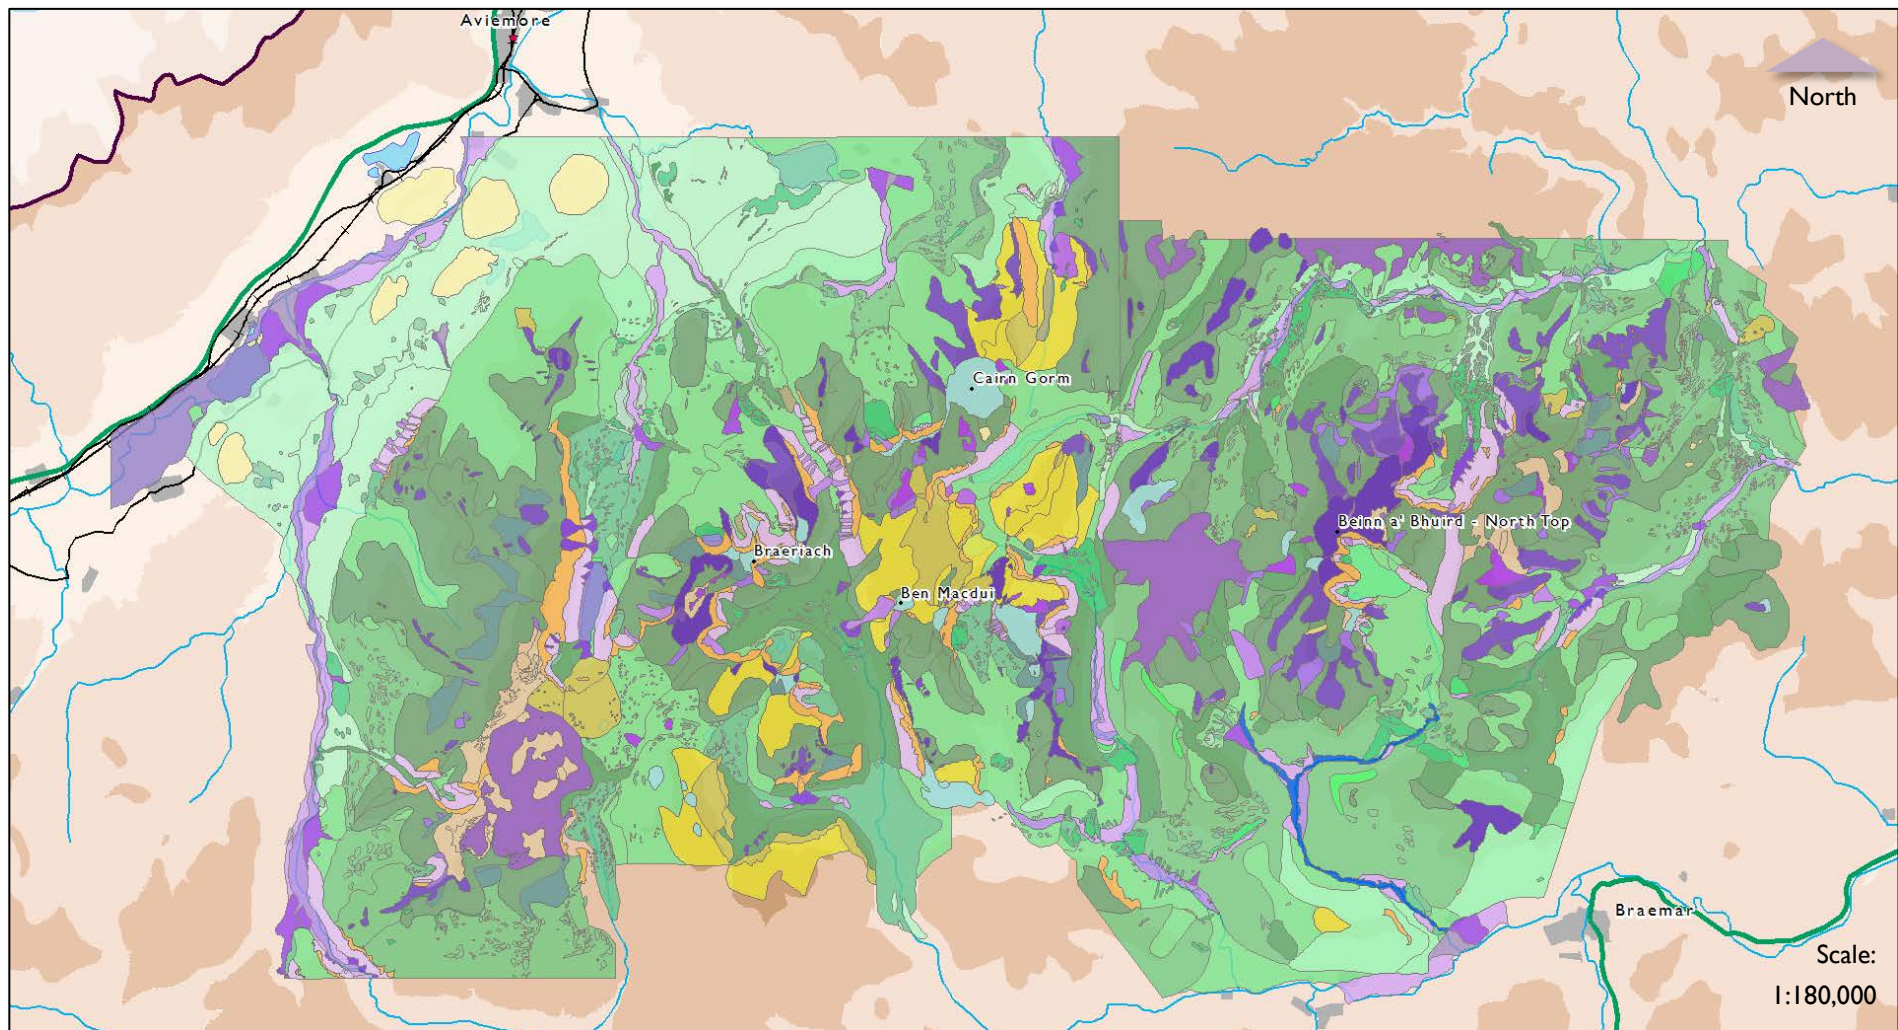 Aviemore
North
Cairn Gorm
Beinn a' Bhuird - North Top
Braeriach
Ben Macdui
Braemar
Scale:
1:180,000